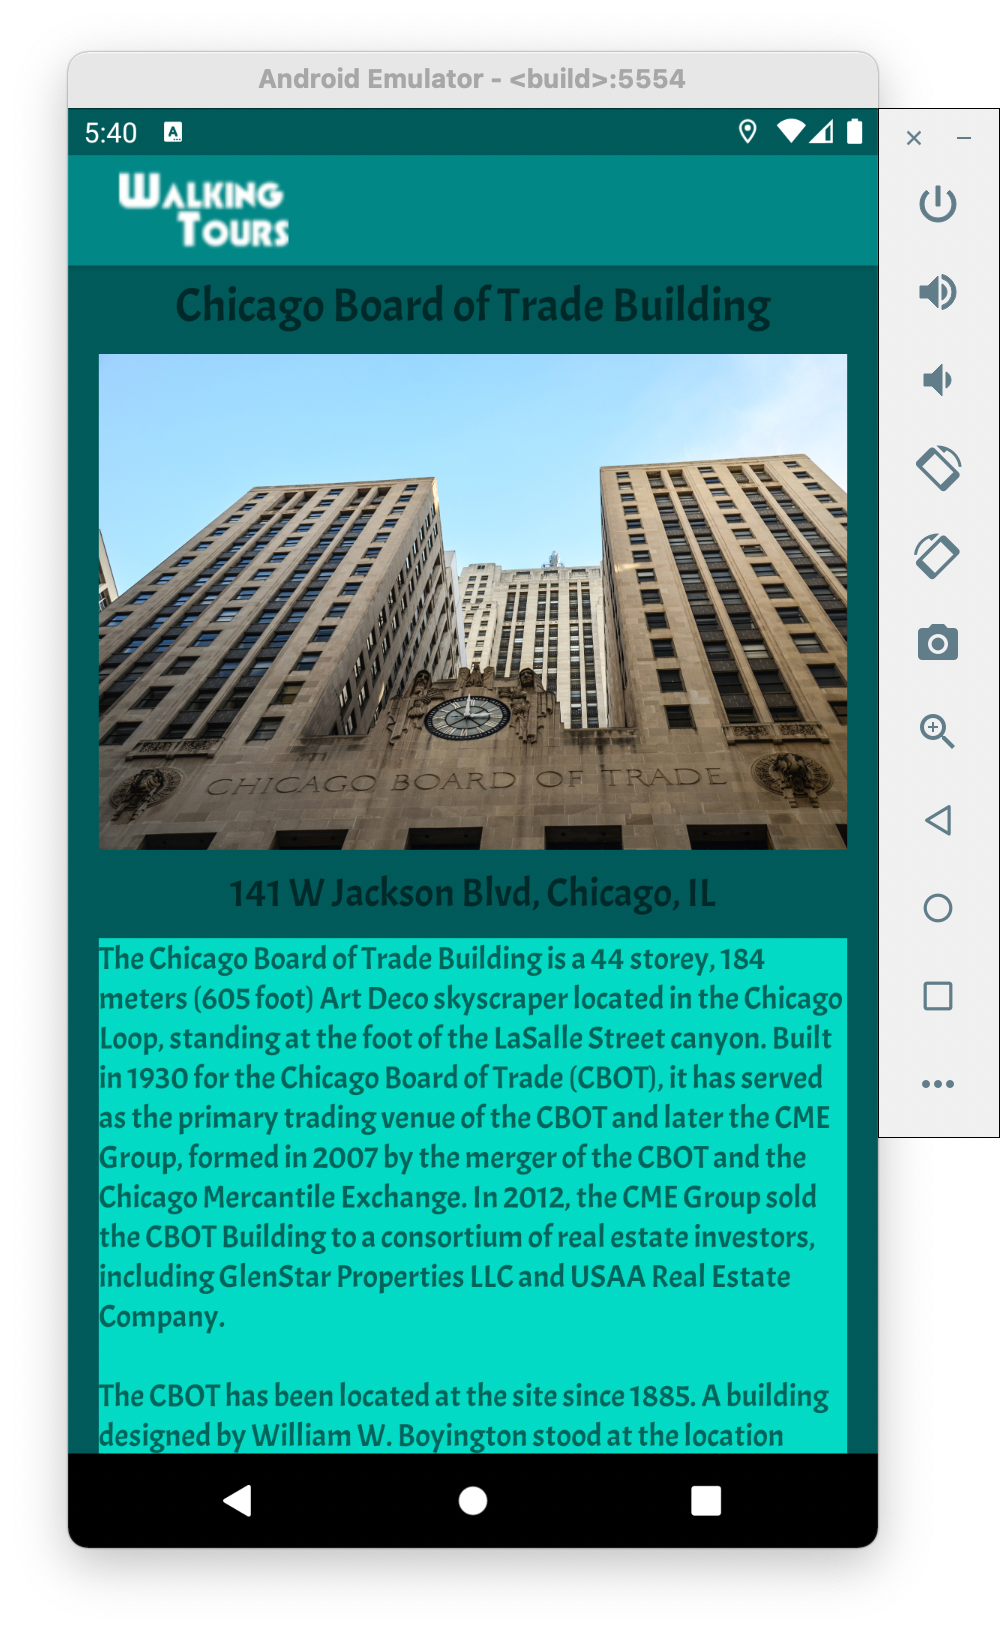 Android Emulator - <build>:5554
5:40
A
WALKING
TOURS
Chicago Board of Trade Building
CHICAGO BOARD OF TRADE
141 W Jackson Blvd, Chicago, IL
The Chicago Board of Trade Building is a 44 storey, 184
meters (605 foot) Art Deco skyscraper located in the Chicago
Loop, standing at the foot of the LaSalle Street canyon. Built
in 1930 for the Chicago Board of Trade (CBOT), it has served
as the primary trading venue of the CBOT and later the CME
Group, formed in 2007 by the merger of the CBOT and the
Chicago Mercantile Exchange. In 2012, the CME Group sold
the CBOT Building to a consortium of real estate investors,
including GlenStar Properties LLC and USAA Real Estate
Company.
The CBOT has been located at the site since 1885. A building
designed by William W. Boyington stood at the location